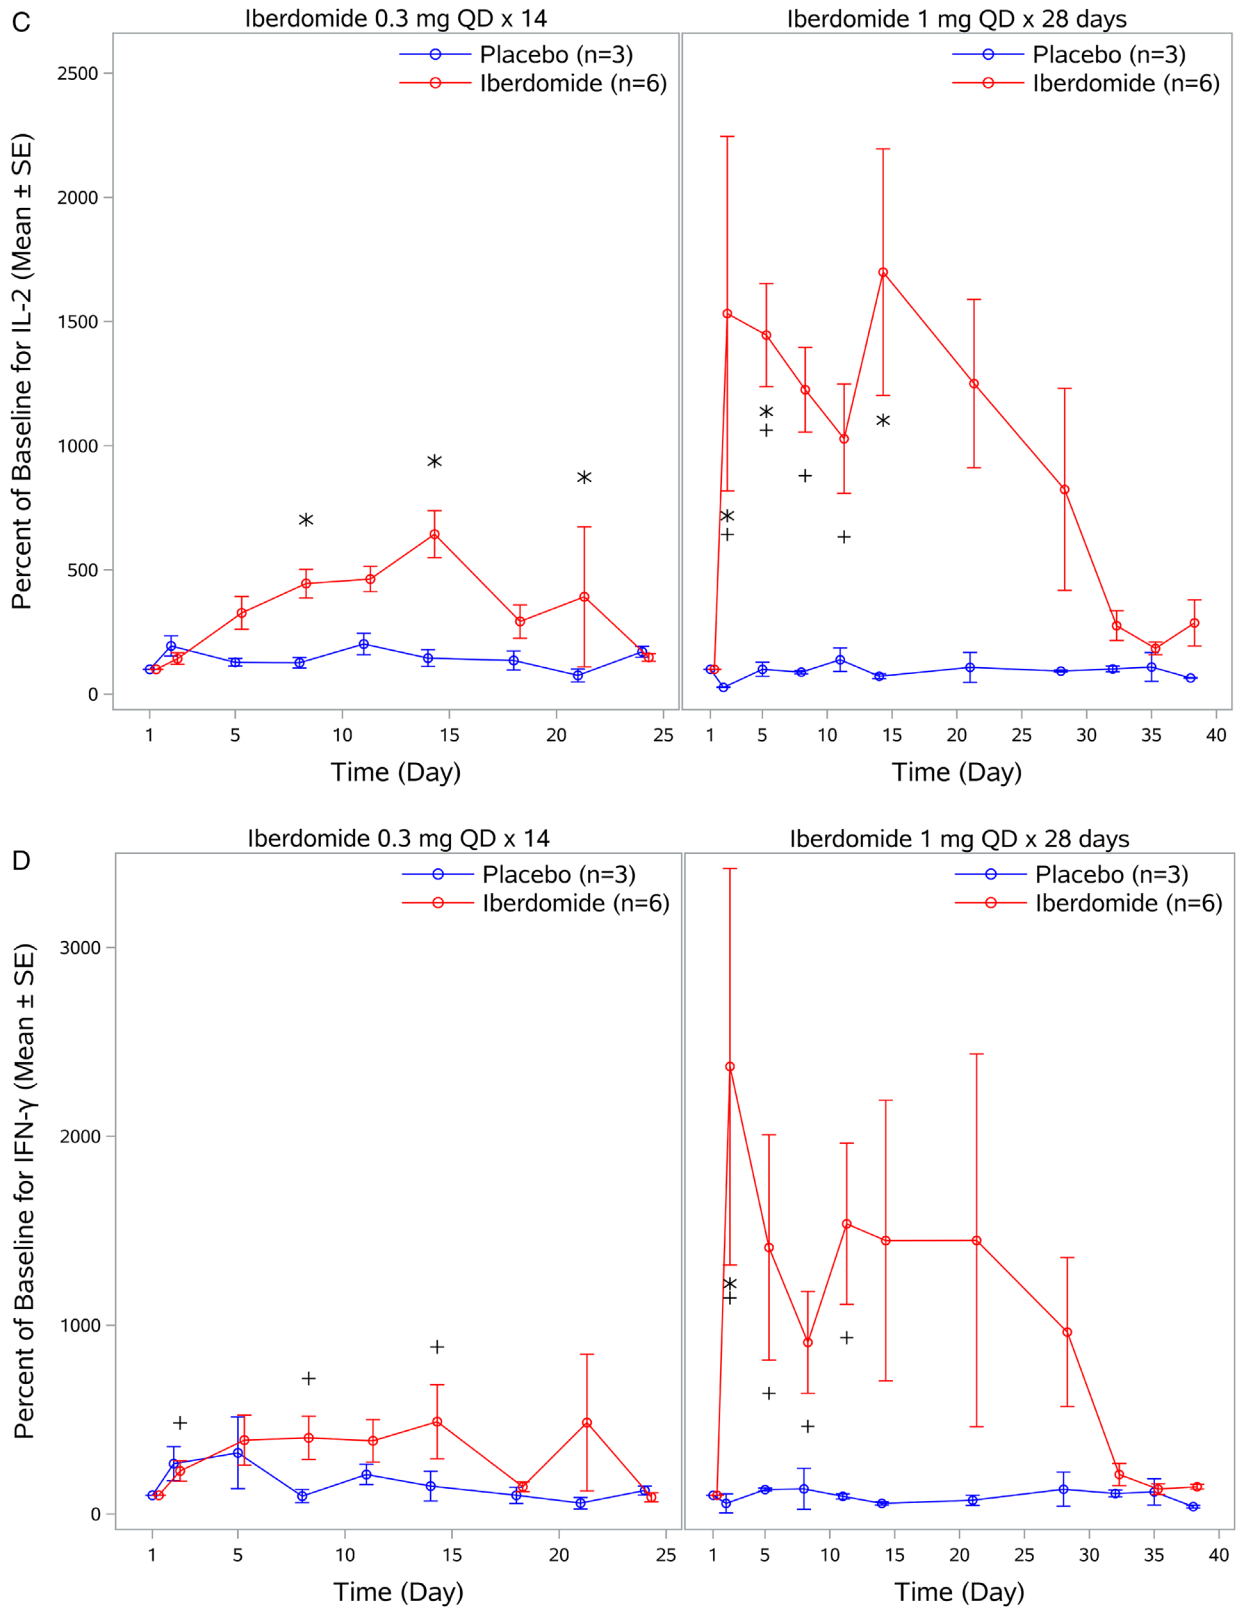 C
Iberdomide 0.3 mg QD x 14
Iberdomide 1 mg QD x 28 days
Placebo (n=3)
Iberdomide (n=6)
Placebo (n=3)
Iberdomide (n=6)
Percent of Baseline for IL-2 (Mean ± SE)
2500
2000
1500
1000
500
0
* * *
* + * + + + *
1 5 10 15 20 25
1 5 10 15 20 25 30 35 40
Time (Day)
Time (Day)
D
Iberdomide 0.3 mg QD x 14
Iberdomide 1 mg QD x 28 days
Placebo (n=3)
Iberdomide (n=6)
Placebo (n=3)
Iberdomide (n=6)
Percent of Baseline for IFN-γ (Mean ± SE)
3000
2000
1000
0
+ + +
* + + + +
1 5 10 15 20 25
1 5 10 15 20 25 30 35 40
Time (Day)
Time (Day)